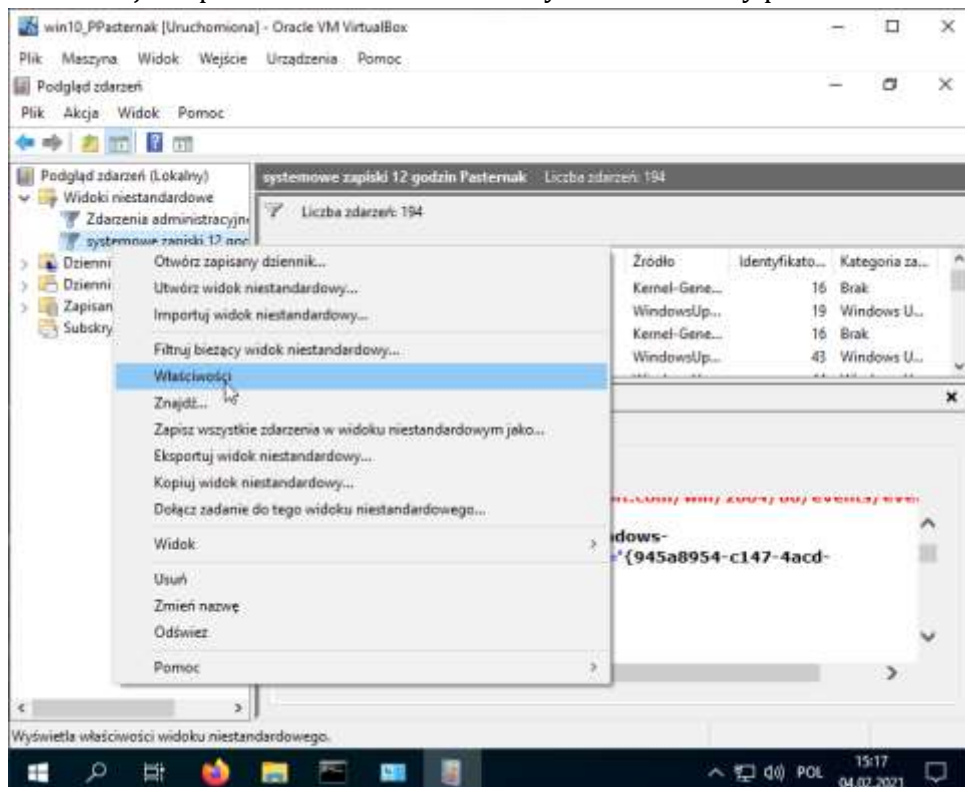 win10_PPasternak [Uruchomiona] - Oracle VM VirtualBox
Plik Maszyna Widok Wejście Urządzenia Pomoc
Podgląd zdarzeń
Plik Akcja Widok Pomoc
Podgląd zdarzeń (Lokalny)
systemowe zapiski 12 godzin Pasternak Liczba zdarzeń: 194
Widoki niestandardowe
Zdarzenia administracyjn
Liczba zdarzeń: 194
systemowe zapiski 12 god
Dzienni
Dzienni
Zapisan
Subskry
Otwórz zapisany dziennik...
Utwórz widok niestandardowy...
Importuj widok niestandardowy...
Filtruj bieżący widok niestandardowy...
Właściwości
Znajdź...
Zapisz wszystkie zdarzenia w widoku niestandardowym jako...
Eksportuj widok niestandardowy...
Kopiuj widok niestandardowy...
Dołącz zadanie do tego widoku niestandardowego...
Widok
Usuń
Zmień nazwę
Odśwież
Pomoc
Źródło Identyfikato... Kategoria za...
Kernel-Gene... 16 Brak
WindowsUp... 19 Windows U...
Kernel-Gene... 16 Brak
WindowsUp... 43 Windows U...
dows-
'{945a8954-c147-4acd-
Wyświetla właściwości widoku niestandardowego.
POL 15:17
04.02.2021